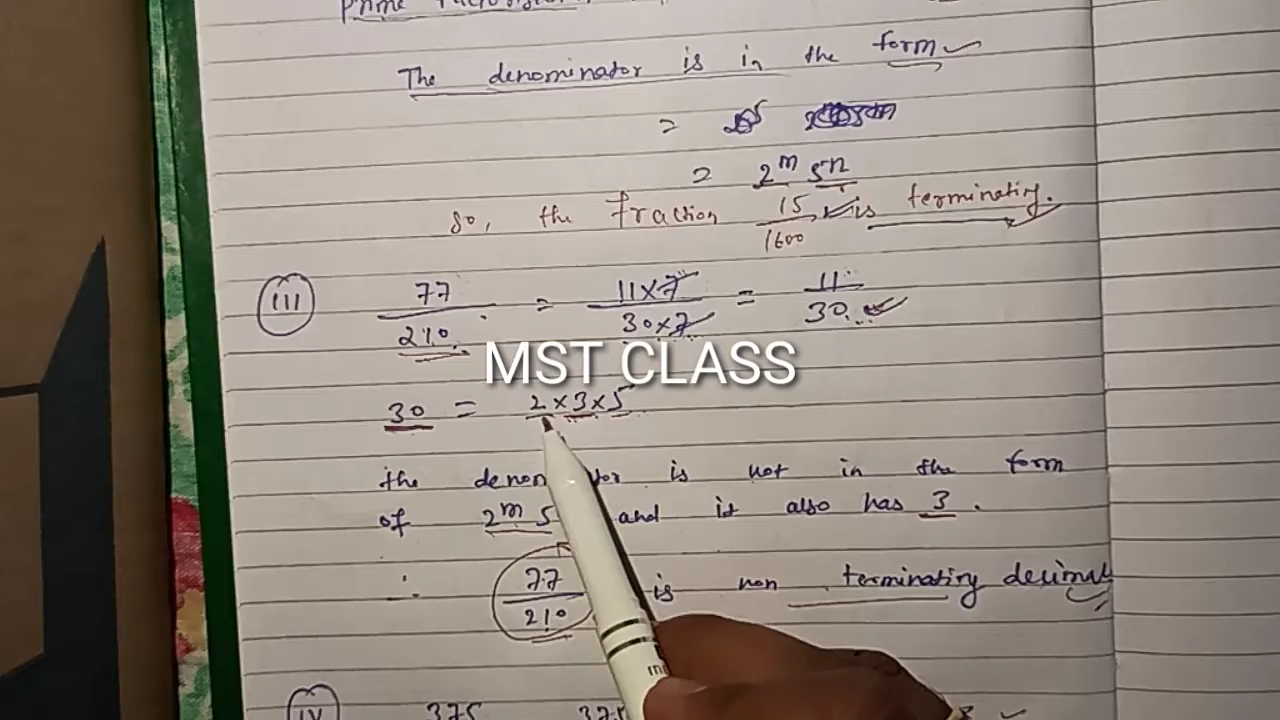 Prime
The denominator is in the form
=
= 2^m 5^n
so, the fraction 15/1600 is terminating.
(III) 77/210 = 11×7/30×7 = 11/30
MST CLASS
30 = 2×3×5
the is not in the form
of 2^m 5 and it also has 3.
∴ 77/210 is non terminating decimal
(IV) 375